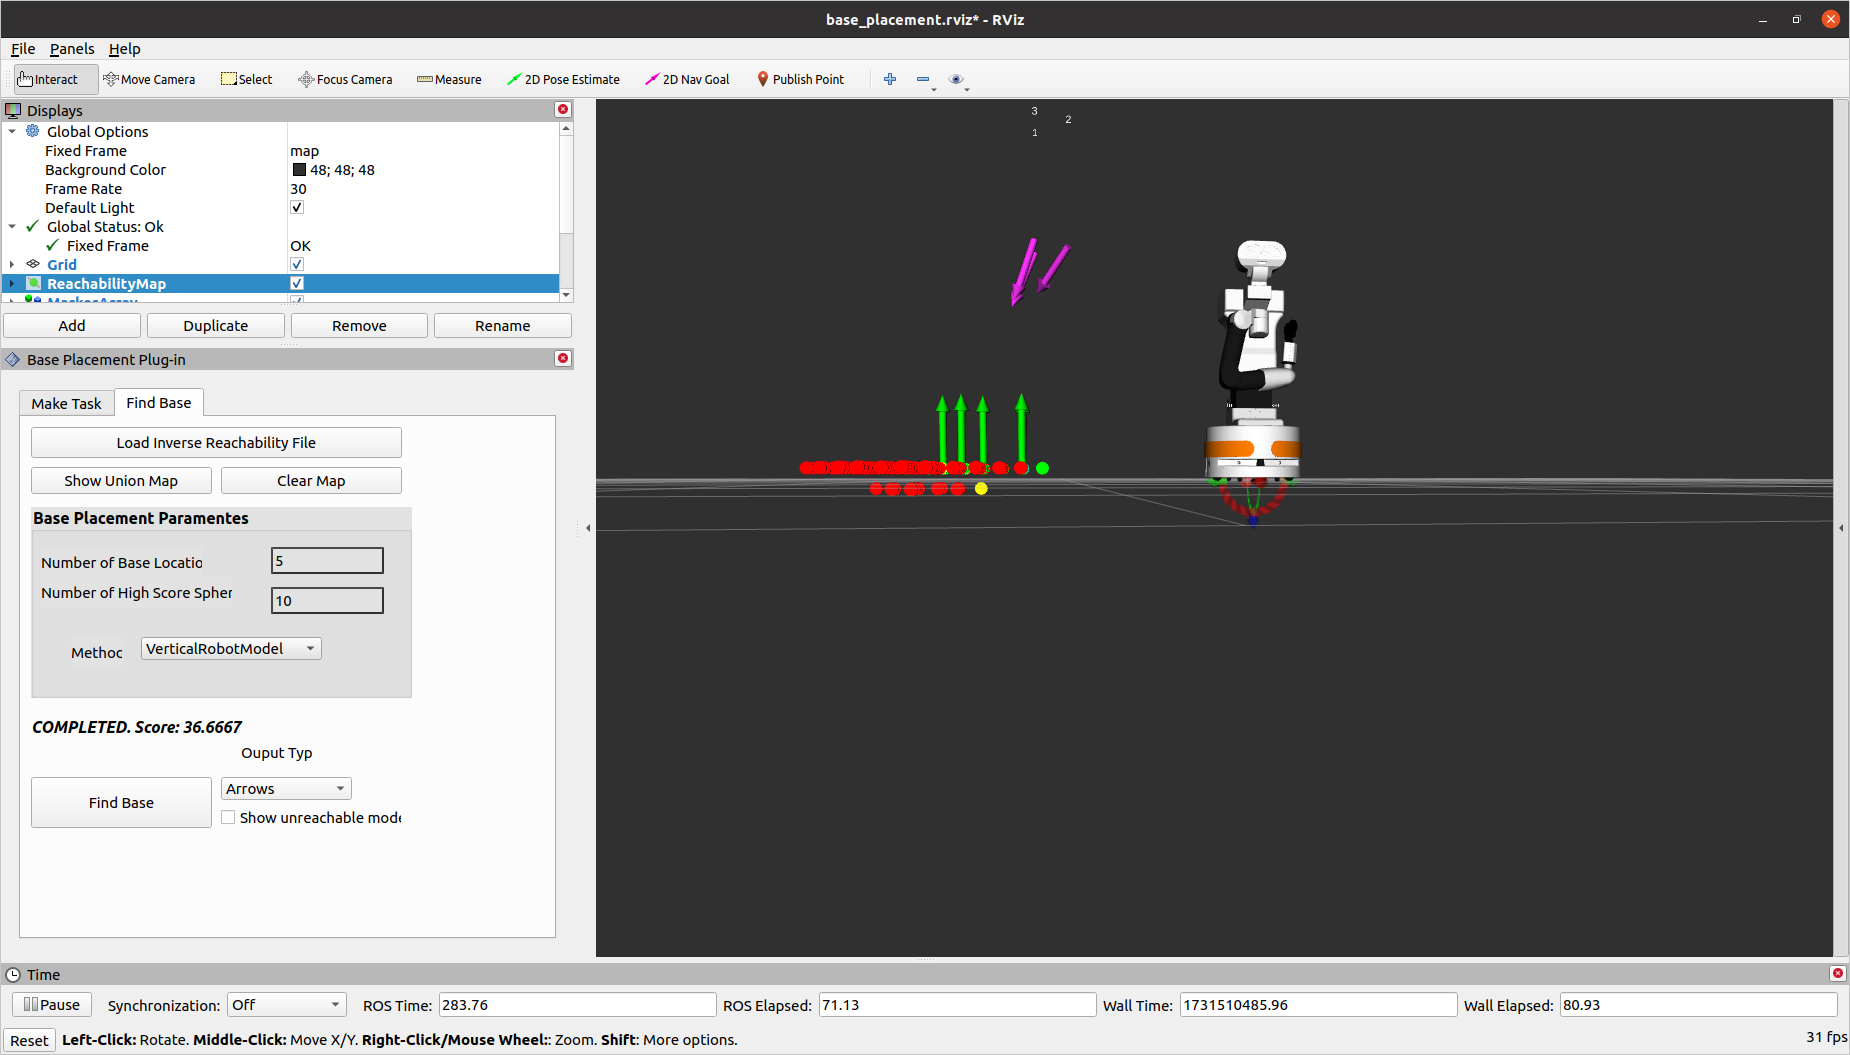 base_placement.rviz* - RViz
File Panels Help
Interact Move Camera Select Focus Camera Measure 2D Pose Estimate 2D Nav Goal Publish Point
Displays
Global Options
Fixed Frame map
Background Color 48; 48; 48
Frame Rate 30
Default Light
Global Status: Ok
Fixed Frame OK
Grid
ReachabilityMap
MarkerArray
Add Duplicate Remove Rename
Base Placement Plug-in
Make Task Find Base
Load Inverse Reachability File
Show Union Map Clear Map
Base Placement Paramentes
Number of Base Locatio 5
Number of High Score Spher 10
Methoc VerticalRobotModel
COMPLETED. Score: 36.6667
Ouput Typ
Find Base Arrows
Show unreachable mode
3
2
1
Time
Pause Synchronization: Off ROS Time: 283.76 ROS Elapsed: 71.13 Wall Time: 1731510485.96 Wall Elapsed: 80.93
Reset Left-Click: Rotate. Middle-Click: Move X/Y. Right-Click/Mouse Wheel:: Zoom. Shift: More options. 31 fps